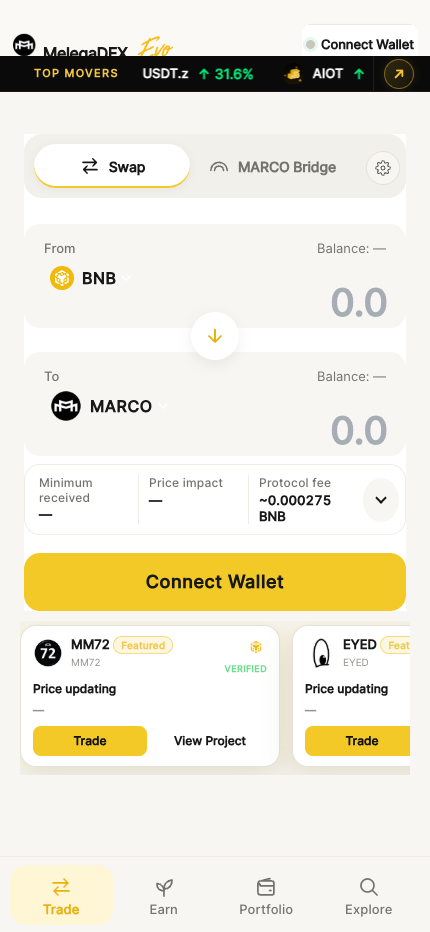 MelegaDEX Evo
Connect Wallet
TOP MOVERS USDT.z ↑ 31.6% AIOT ↑
Swap
MARCO Bridge
From
Balance: —
BNB
0.0
To
Balance: —
MARCO
0.0
Minimum received
—
Price impact
—
Protocol fee
~0.000275 BNB
Connect Wallet
72
MM72 Featured
MM72
VERIFIED
Price updating
—
Trade
View Project
EYED Feat
EYED
Price updating
—
Trade
Trade
Earn
Portfolio
Explore